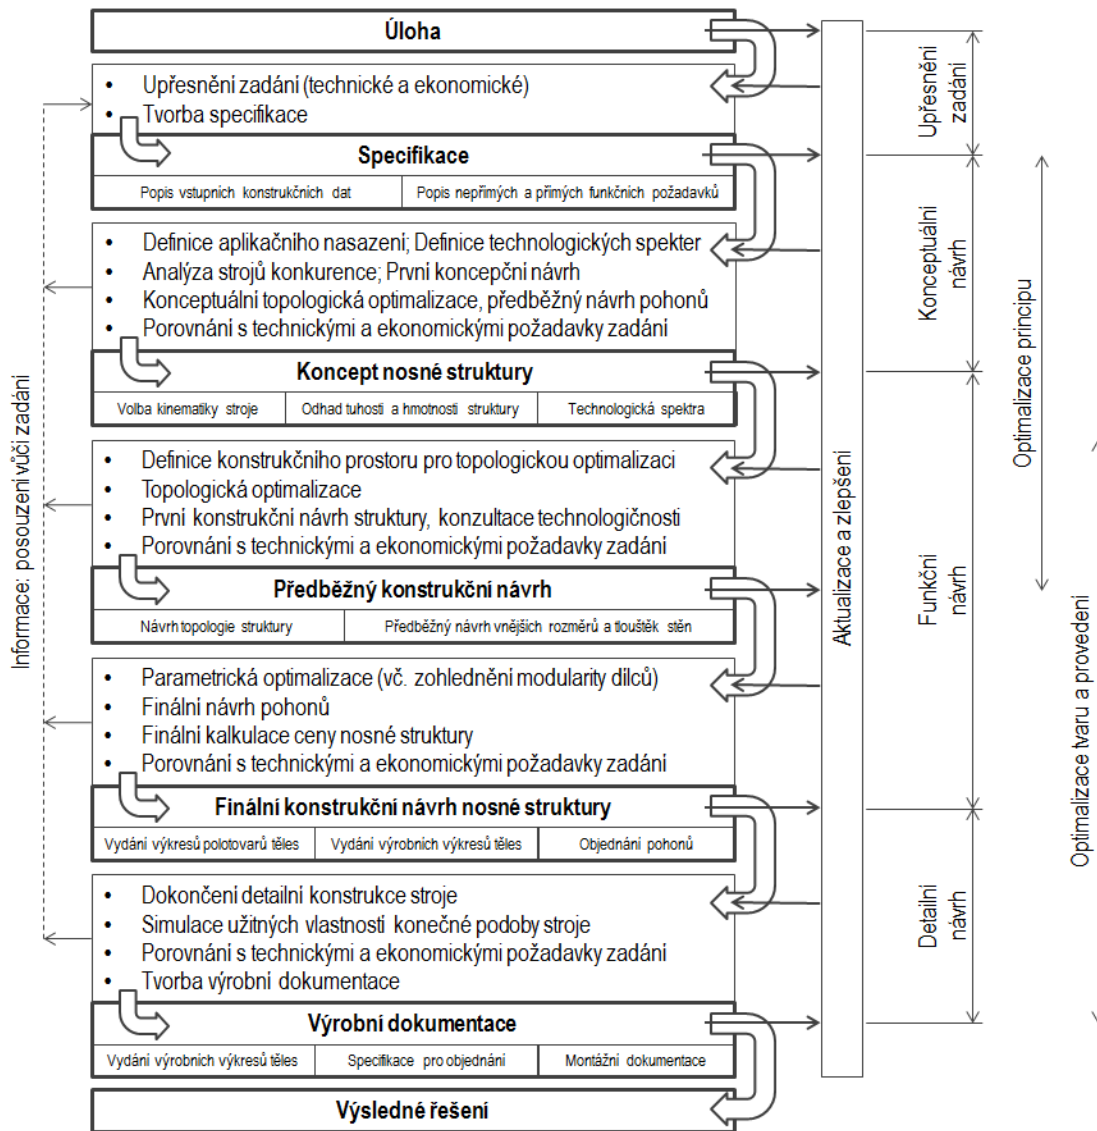 Úloha
• Upřesnění zadání (technické a ekonomické)
• Tvorba specifikace
Specifikace
Popis vstupních konstrukčních dat
Popis nepřímých a přímých funkčních požadavků
• Definice aplikačního nasazení; Definice technologických spekter
• Analýza strojů konkurence; První koncepční návrh
• Konceptuální topologická optimalizace, předběžný návrh pohonů
• Porovnání s technickými a ekonomickými požadavky zadání
Koncept nosné struktury
Volba kinematiky stroje
Odhad tuhosti a hmotnosti struktury
Technologická spektra
• Definice konstrukčního prostoru pro topologickou optimalizaci
• Topologická optimalizace
• První konstrukční návrh struktury, konzultace technologičnosti
• Porovnání s technickými a ekonomickými požadavky zadání
Předběžný konstrukční návrh
Návrh topologie struktury
Předběžný návrh vnějších rozměrů a tlouštěk stěn
• Parametrická optimalizace (vč. zohlednění modularity dílců)
• Finální návrh pohonů
• Finální kalkulace ceny nosné struktury
• Porovnání s technickými a ekonomickými požadavky zadání
Finální konstrukční návrh nosné struktury
Vydání výkresů polotovarů těles
Vydání výrobních výkresů těles
Objednání pohonů
• Dokončení detailní konstrukce stroje
• Simulace užitných vlastností konečné podoby stroje
• Porovnání s technickými a ekonomickými požadavky zadání
• Tvorba výrobní dokumentace
Výrobní dokumentace
Vydání výrobních výkresů těles
Specifikace pro objednání
Montážní dokumentace
Výsledné řešení
Informace: posouzení vůči zadání
Aktualizace a zlepšení
Upřesnění
zadání
Konceptuální
návrh
Funkční
návrh
Detailní
návrh
Optimalizace principu
Optimalizace tvaru a provedení